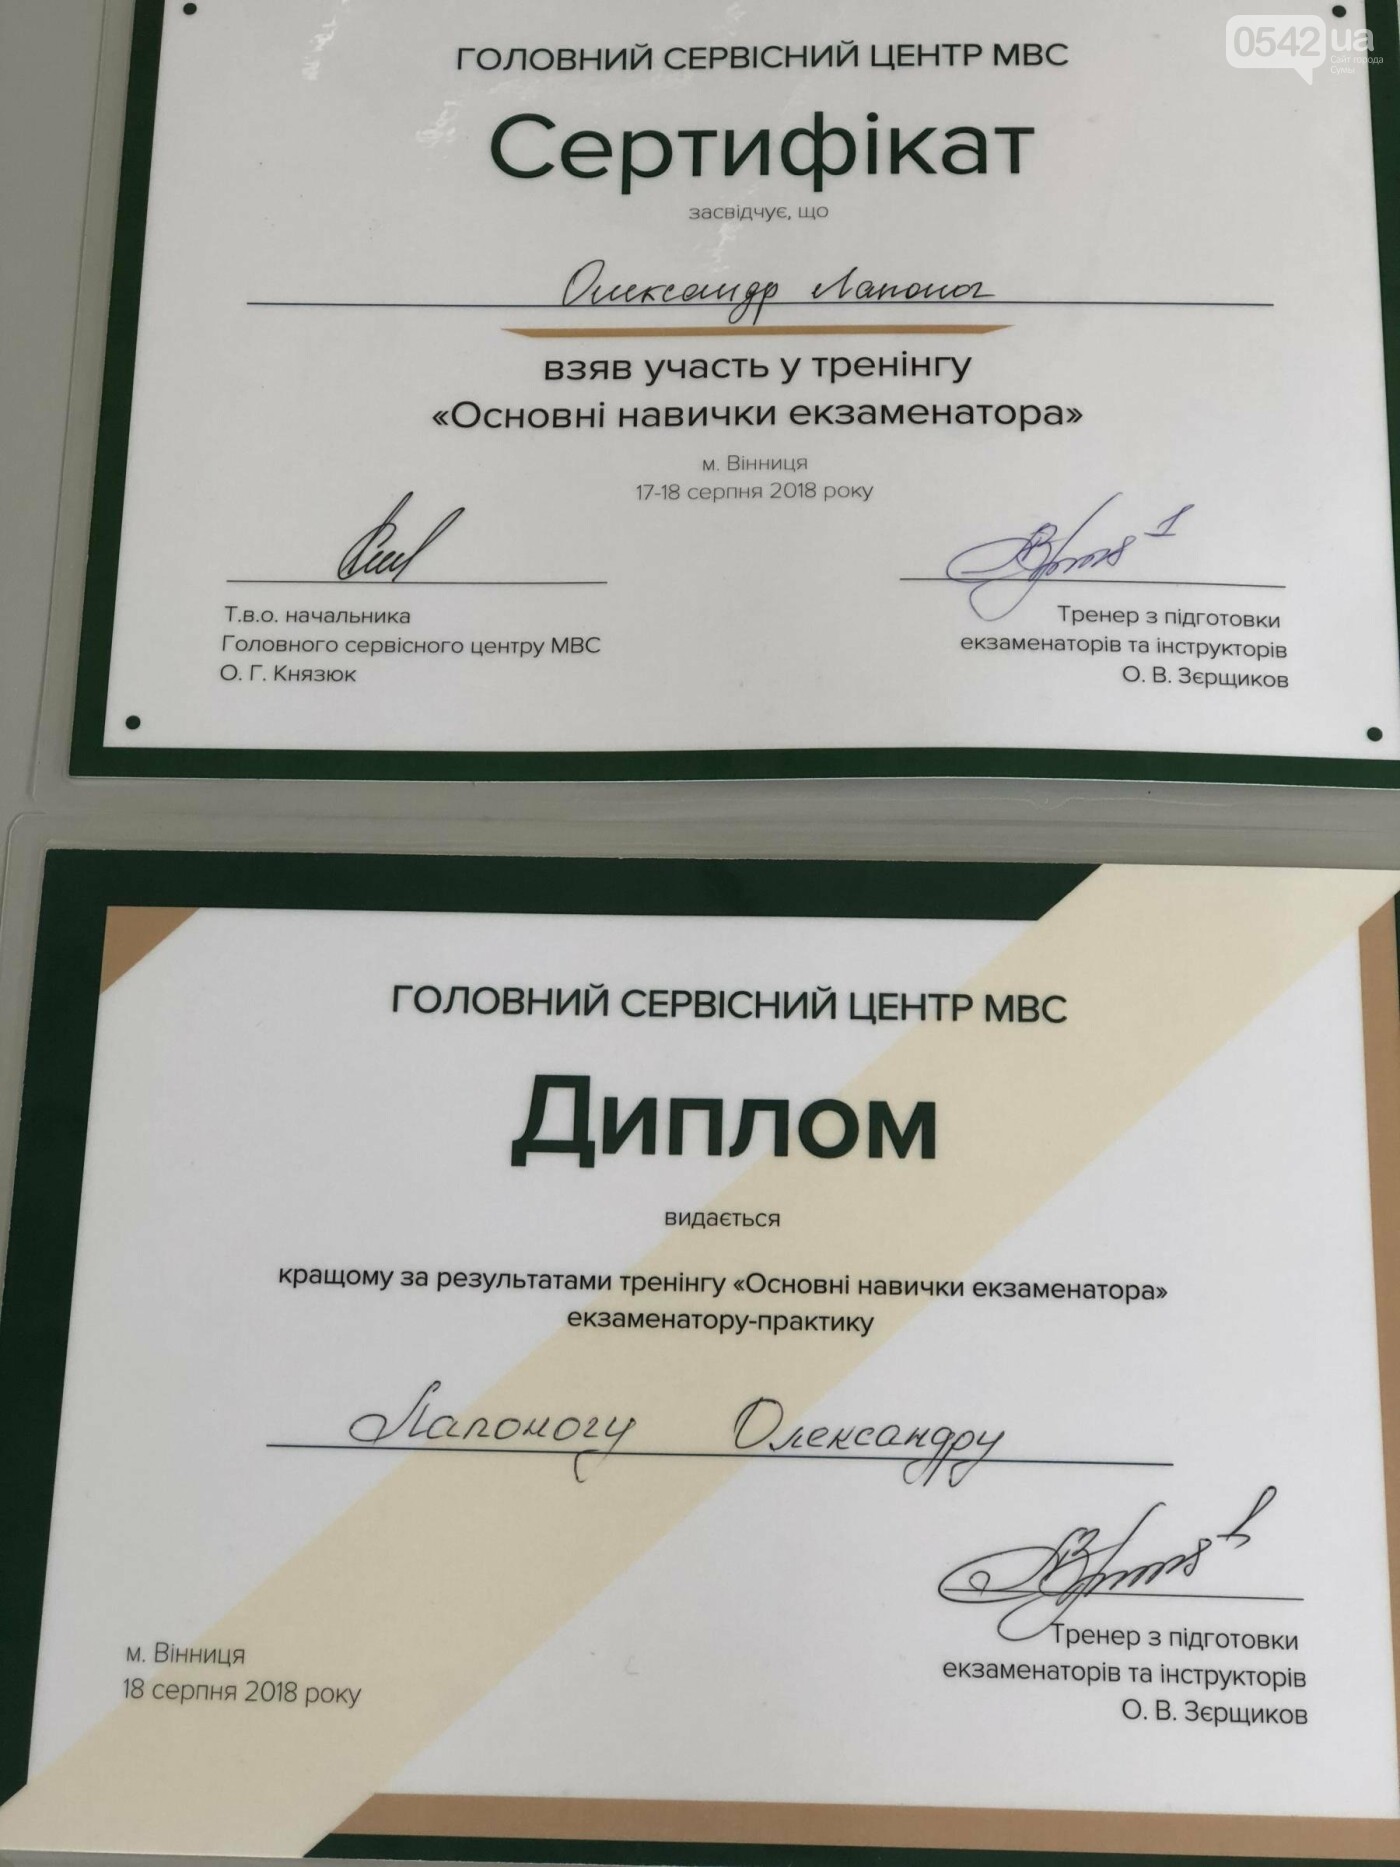 0542 ua
Сайт города
Сумы
ГОЛОВНИЙ СЕРВІСНИЙ ЦЕНТР МВС
Сертифікат
засвідчує, що
Олександр Лапоног
взяв участь у тренінгу
«Основні навички екзаменатора»
м. Вінниця
17-18 серпня 2018 року
Т.в.о. начальника
Головного сервісного центру МВС
О. Г. Князюк
Тренер з підготовки
екзаменаторів та інструкторів
О. В. Зєрщиков
ГОЛОВНИЙ СЕРВІСНИЙ ЦЕНТР МВС
Диплом
видається
кращому за результатами тренінгу «Основні навички екзаменатора»
екзаменатору-практику
Лапоногу Олександру
м. Вінниця
18 серпня 2018 року
Тренер з підготовки
екзаменаторів та інструкторів
О. В. Зєрщиков